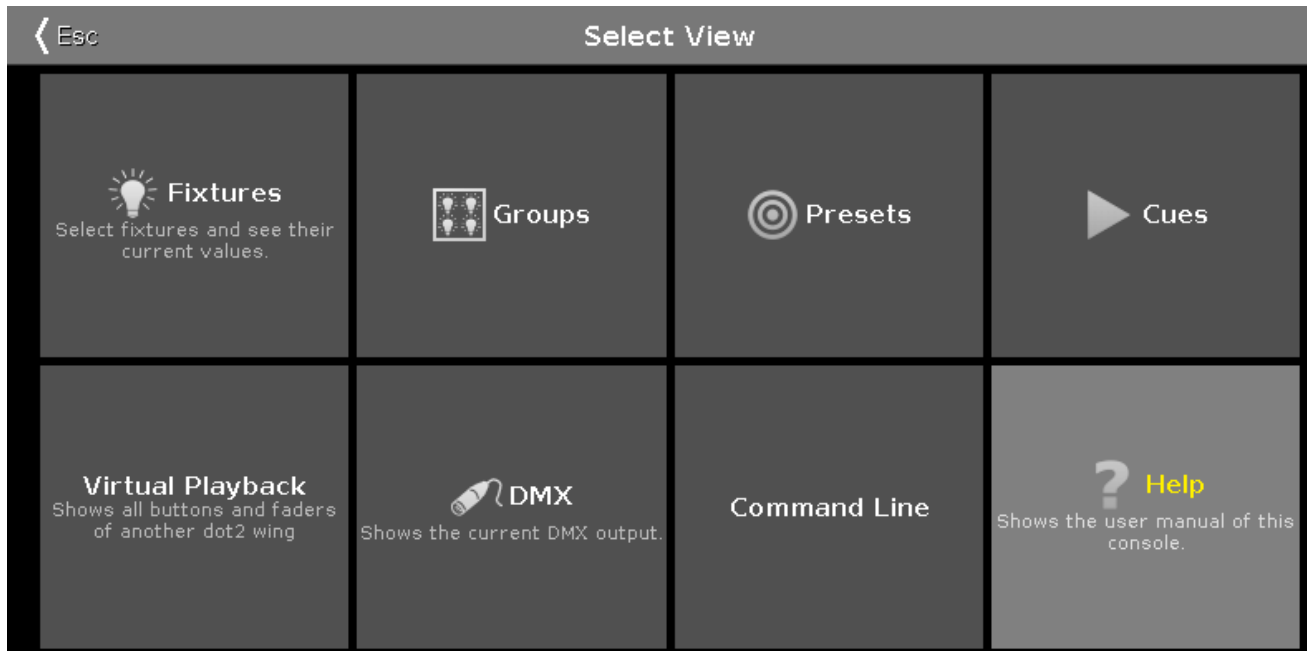 Esc
Select View
Fixtures
Select fixtures and see their
current values.
Groups
Presets
Cues
Virtual Playback
Shows all buttons and faders
of another dot2 wing
DMX
Shows the current DMX output.
Command Line
? Help
Shows the user manual of this
console.